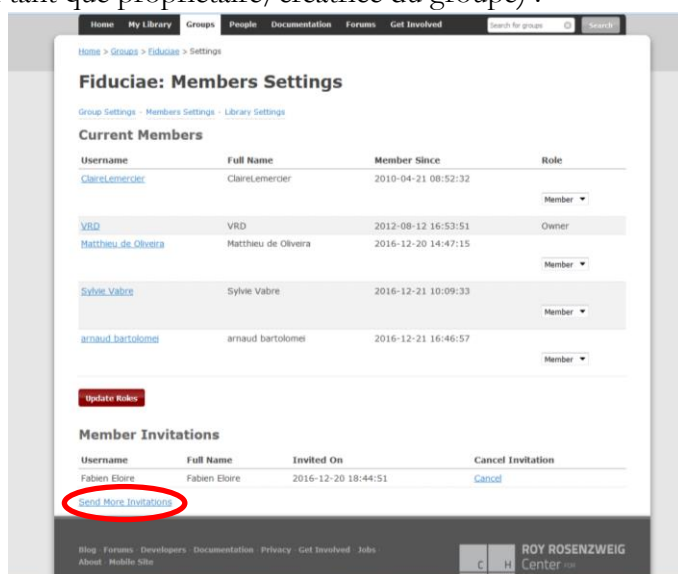 tant que propriétaire/créatrice du groupe) :
Home My Library Groups People Documentation Forums Get Involved Search for groups Search
Home > Groups > Fiduciae > Settings
Fiduciae: Members Settings
Group Settings - Members Settings - Library Settings
Current Members
Username Full Name Member Since Role
ClaireLemercier ClaireLemercier 2010-04-21 08:52:32
Member
VRD VRD 2012-08-12 16:53:51 Owner
Matthieu de Oliveira Matthieu de Oliveira 2016-12-20 14:47:15
Member
Sylvie Vabre Sylvie Vabre 2016-12-21 10:09:33
Member
arnaud bartolomei arnaud bartolomei 2016-12-21 16:46:57
Member
Update Roles
Member Invitations
Username Full Name Invited On Cancel Invitation
Fabien Eloire Fabien Eloire 2016-12-20 18:44:51 Cancel
Send More Invitations
Blog Forums Developers Documentation Privacy Get Involved Jobs
About Mobile Site
ROY ROSENZWEIG
C H Center FOR